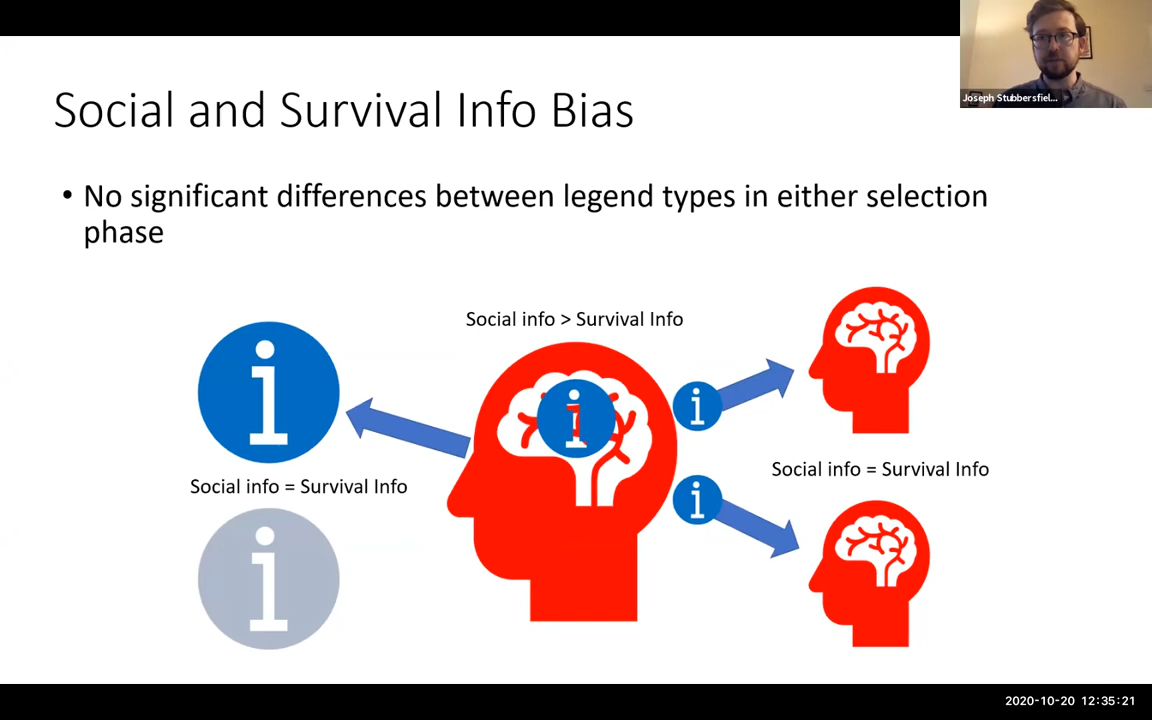 Social and Survival Info Bias
Joseph Stubbersfiel...
• No significant differences between legend types in either selection
phase
Social info > Survival Info
i
i
i
i
Social info = Survival Info
Social info = Survival Info
i
2020-10-20 12:35:21